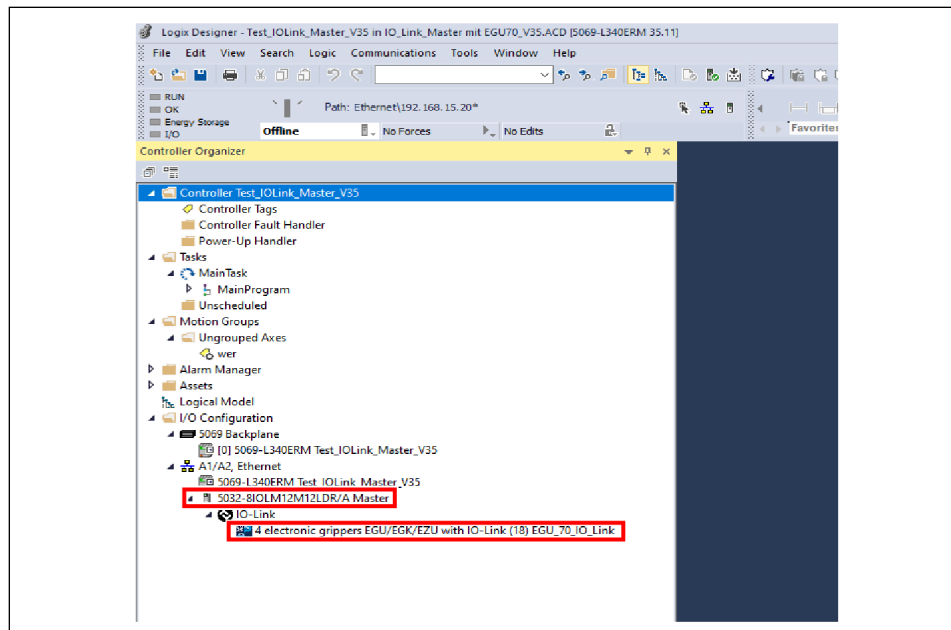 Logix Designer - Test_IOLink_Master_V35 in IO_Link_Master mit EGU70_V35.ACD [5069-L340ERM 35.11]
File Edit View Search Logic Communications Tools Window Help
RUN
OK
Energy Storage
I/O
Path: Ethernet\192.168.15.20*
Offline No Forces No Edits
Favorite
Controller Organizer
Controller Test_IOLink_Master_V35
Controller Tags
Controller Fault Handler
Power-Up Handler
Tasks
MainTask
MainProgram
Unscheduled
Motion Groups
Ungrouped Axes
wer
Alarm Manager
Assets
Logical Model
I/O Configuration
5069 Backplane
[0] 5069-L340ERM Test_IOLink_Master_V35
A1/A2, Ethernet
5069-L340ERM Test_IOLink_Master_V35
5032-8IOLM12M12LDR/A Master
IO-Link
4 electronic grippers EGU/EGK/EZU with IO-Link (18) EGU_70_IO_Link